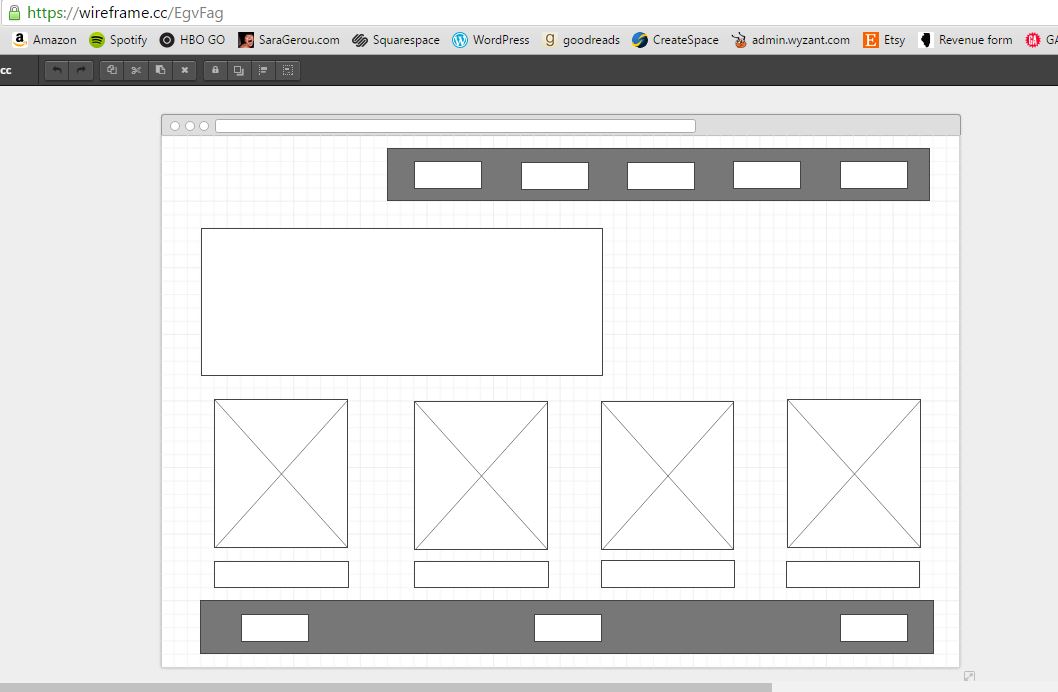 https://wireframe.cc/EgvFag
Amazon Spotify HBO GO SaraGerou.com Squarespace WordPress goodreads CreateSpace admin.wyzant.com Etsy Revenue form GA
cc